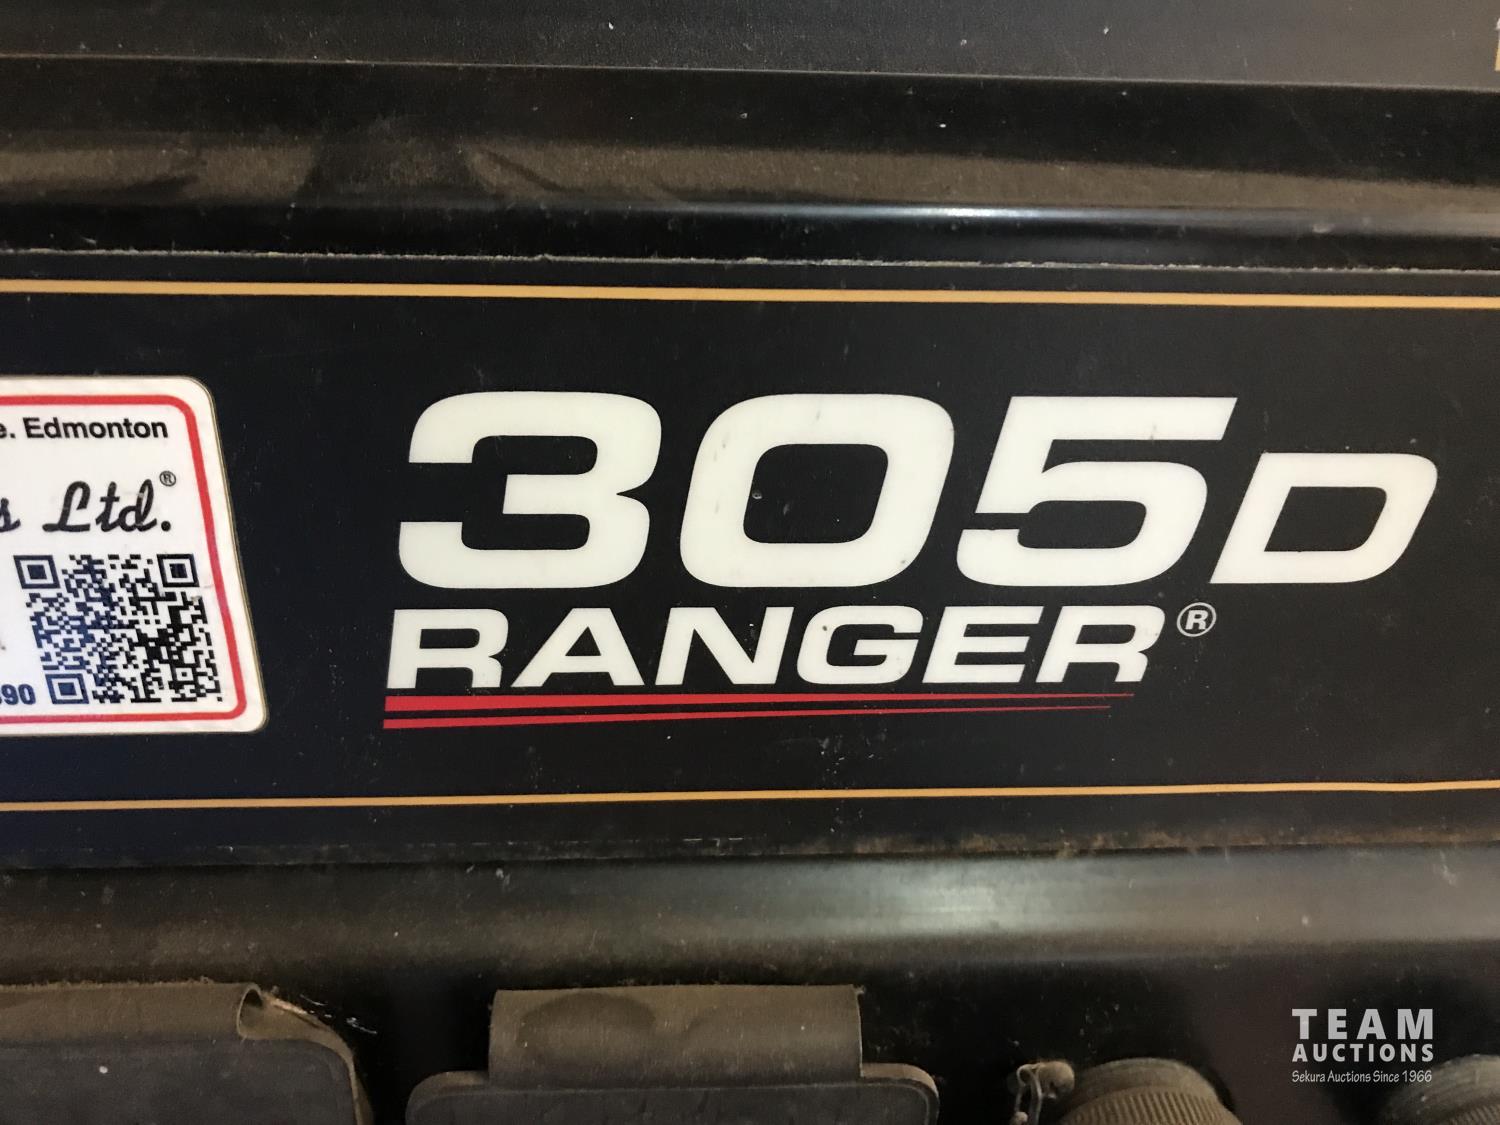 Edmonton
Ltd.®
90
305D
RANGER®
TEAM
AUCTIONS
Sekura Auctions Since 1966